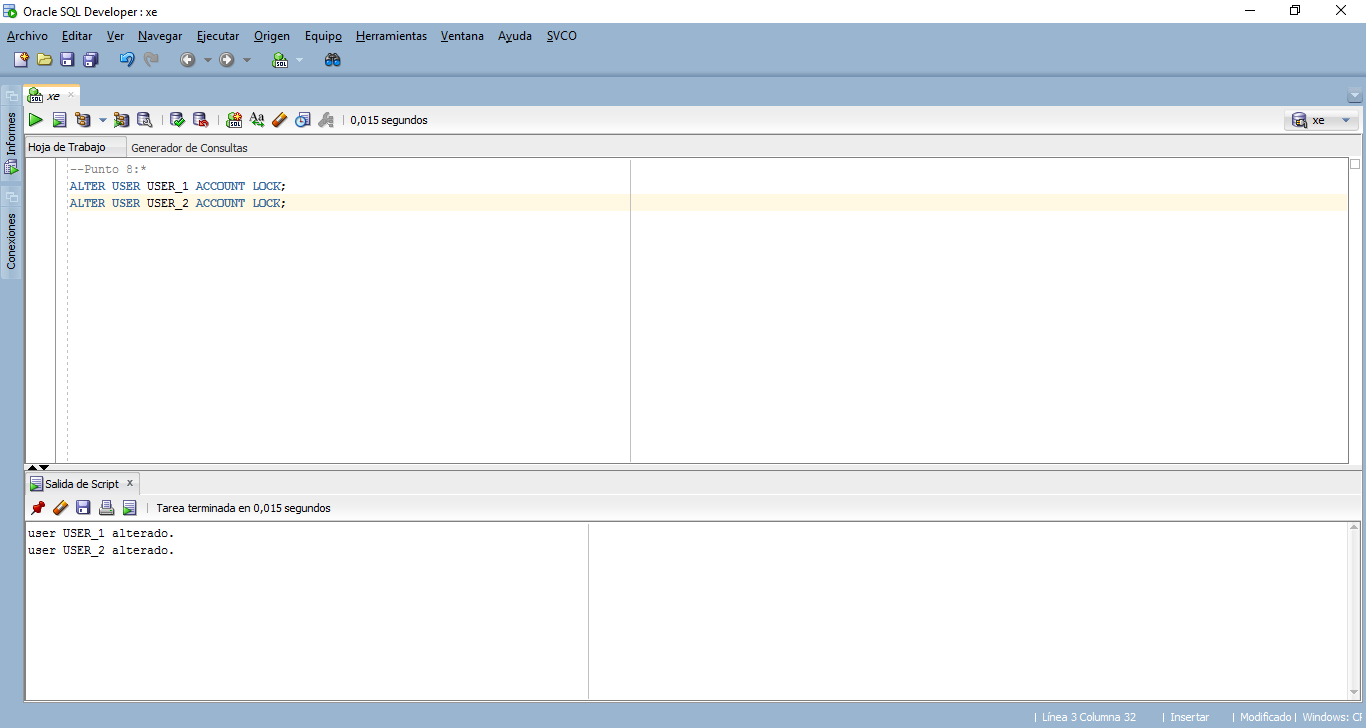 Oracle SQL Developer : xe
Archivo Editar Ver Navegar Ejecutar Origen Equipo Herramientas Ventana Ayuda SVCO
xe
0,015 segundos
xe
Informes
Conexiones
Hoja de Trabajo Generador de Consultas
--Punto 8:*
ALTER USER USER_1 ACCOUNT LOCK;
ALTER USER USER_2 ACCOUNT LOCK;
Salida de Script
Tarea terminada en 0,015 segundos
user USER_1 alterado.
user USER_2 alterado.
| Línea 3 Columna 32 | Insertar | Modificado | Windows: